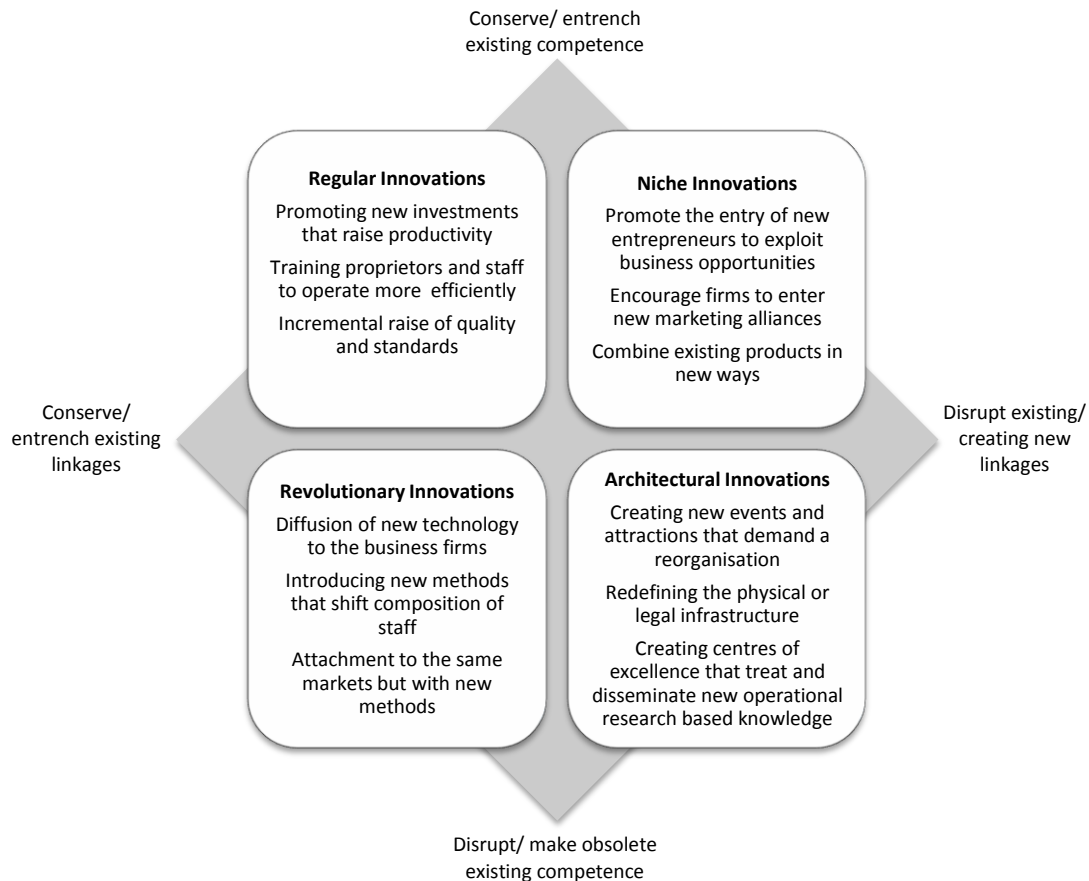 Conserve/ entrench
existing competence
Regular Innovations
Promoting new investments
that raise productivity
Training proprietors and staff
to operate more efficiently
Incremental raise of quality
and standards
Niche Innovations
Promote the entry of new
entrepreneurs to exploit
business opportunities
Encourage firms to enter
new marketing alliances
Combine existing products in
new ways
Conserve/
entrench existing
linkages
Disrupt existing/
creating new
linkages
Revolutionary Innovations
Diffusion of new technology
to the business firms
Introducing new methods
that shift composition of
staff
Attachment to the same
markets but with new
methods
Architectural Innovations
Creating new events and
attractions that demand a
reorganisation
Redefining the physical or
legal infrastructure
Creating centres of
excellence that treat and
disseminate new operational
research based knowledge
Disrupt/ make obsolete
existing competence